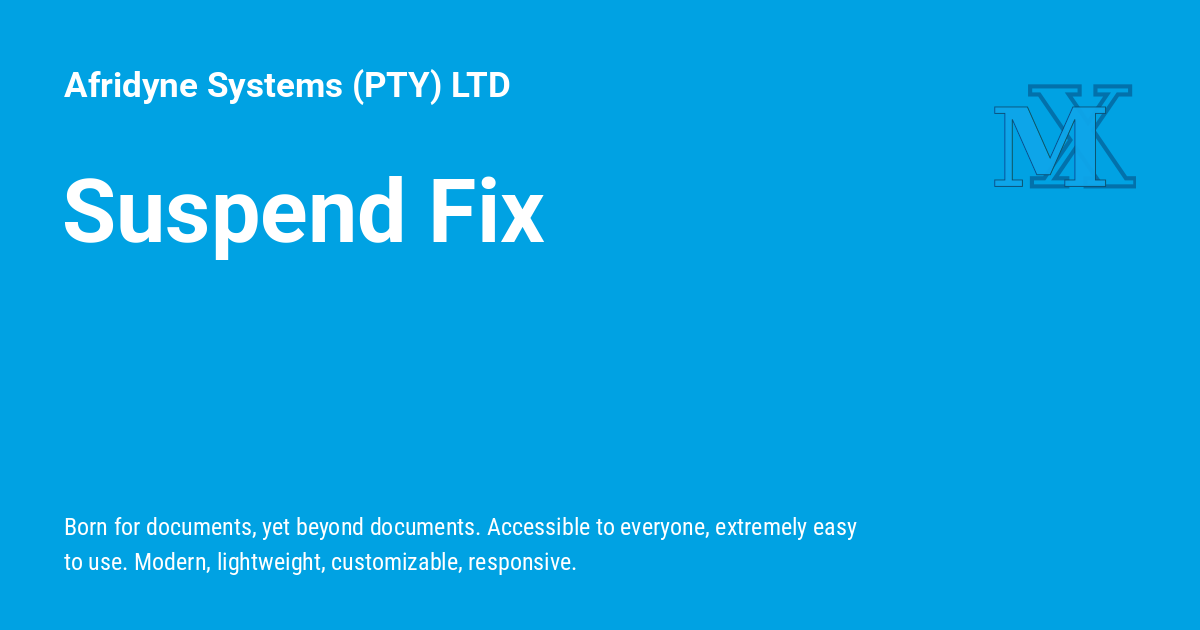 Afridyne Systems (PTY) LTD
MX
Suspend Fix
Born for documents, yet beyond documents. Accessible to everyone, extremely easy
to use. Modern, lightweight, customizable, responsive.